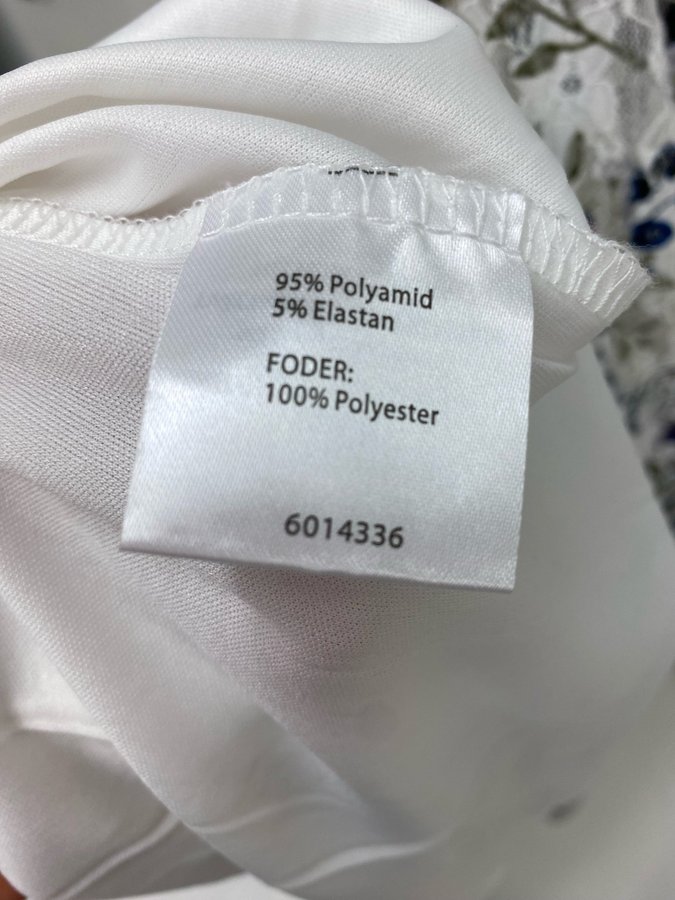 95% Polyamid
5% Elastan
FODER:
100% Polyester
6014336